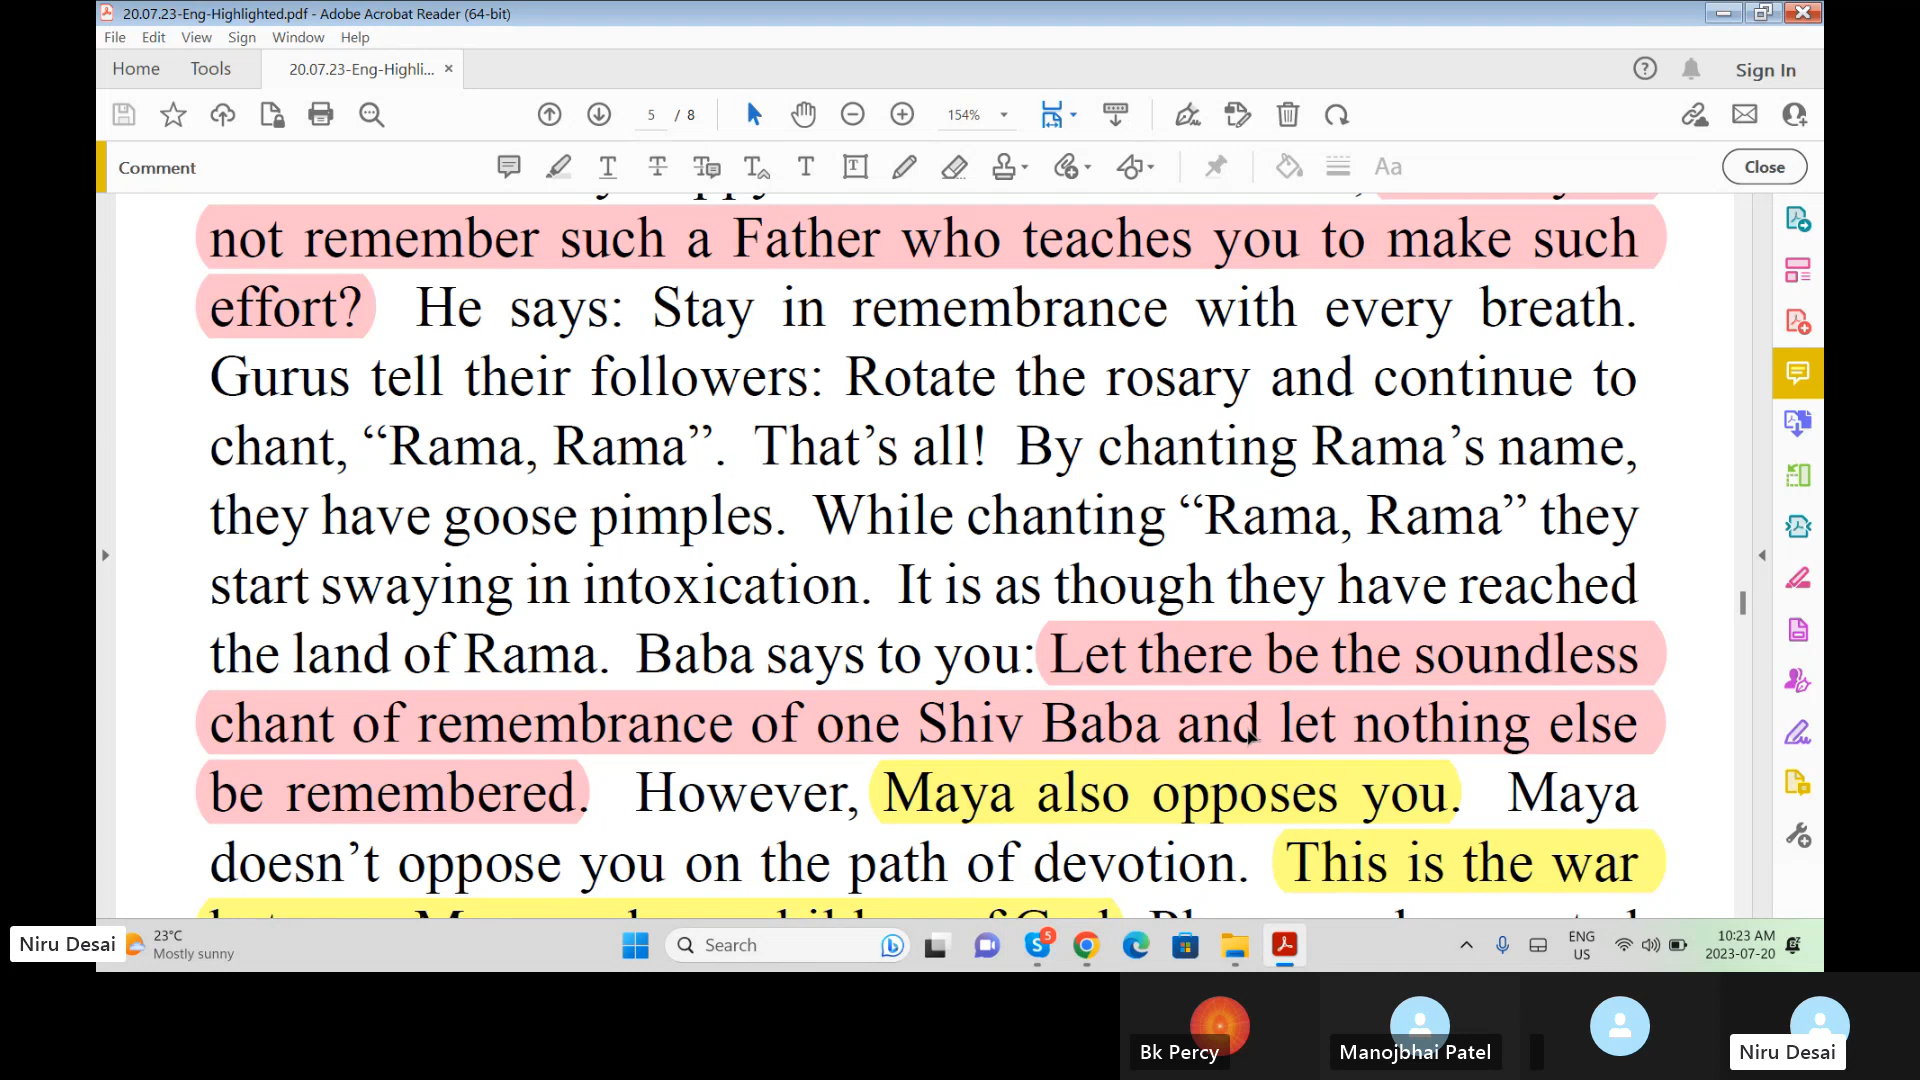 20.07.23-Eng-Highlighted.pdf - Adobe Acrobat Reader (64-bit)
File Edit View Sign Window Help
Home Tools 20.07.23-Eng-Highli... × Sign In
5 / 8 154%
Comment Close
not remember such a Father who teaches you to make such
effort? He says: Stay in remembrance with every breath.
Gurus tell their followers: Rotate the rosary and continue to
chant, “Rama, Rama”. That’s all! By chanting Rama’s name,
they have goose pimples. While chanting “Rama, Rama” they
start swaying in intoxication. It is as though they have reached
the land of Rama. Baba says to you: Let there be the soundless
chant of remembrance of one Shiv Baba and let nothing else
be remembered. However, Maya also opposes you. Maya
doesn’t oppose you on the path of devotion. This is the war
Niru Desai
23°C
Mostly sunny
Search
5
ENG
US
10:23 AM
2023-07-20
Bk Percy
Manojbhai Patel
Niru Desai